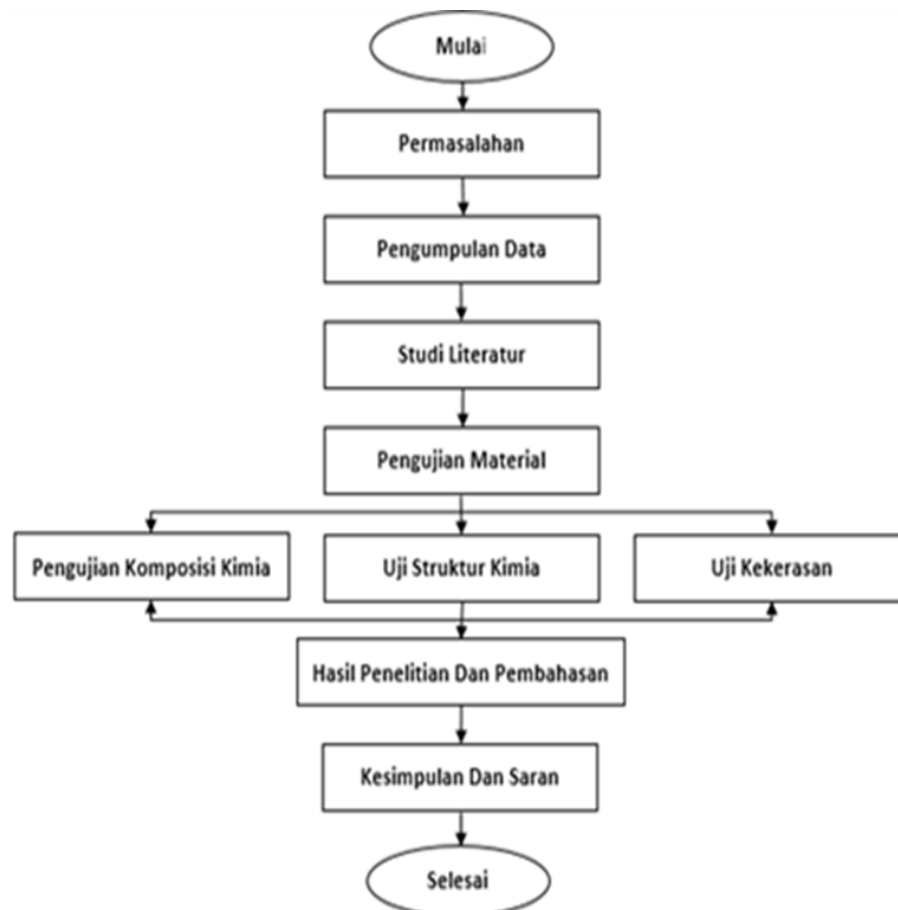 Mulai
Permasalahan
Pengumpulan Data
Studi Literatur
Pengujian Material
Pengujian Komposisi Kimia
Uji Struktur Kimia
Uji Kekerasan
Hasil Penelitian Dan Pembahasan
Kesimpulan Dan Saran
Selesai